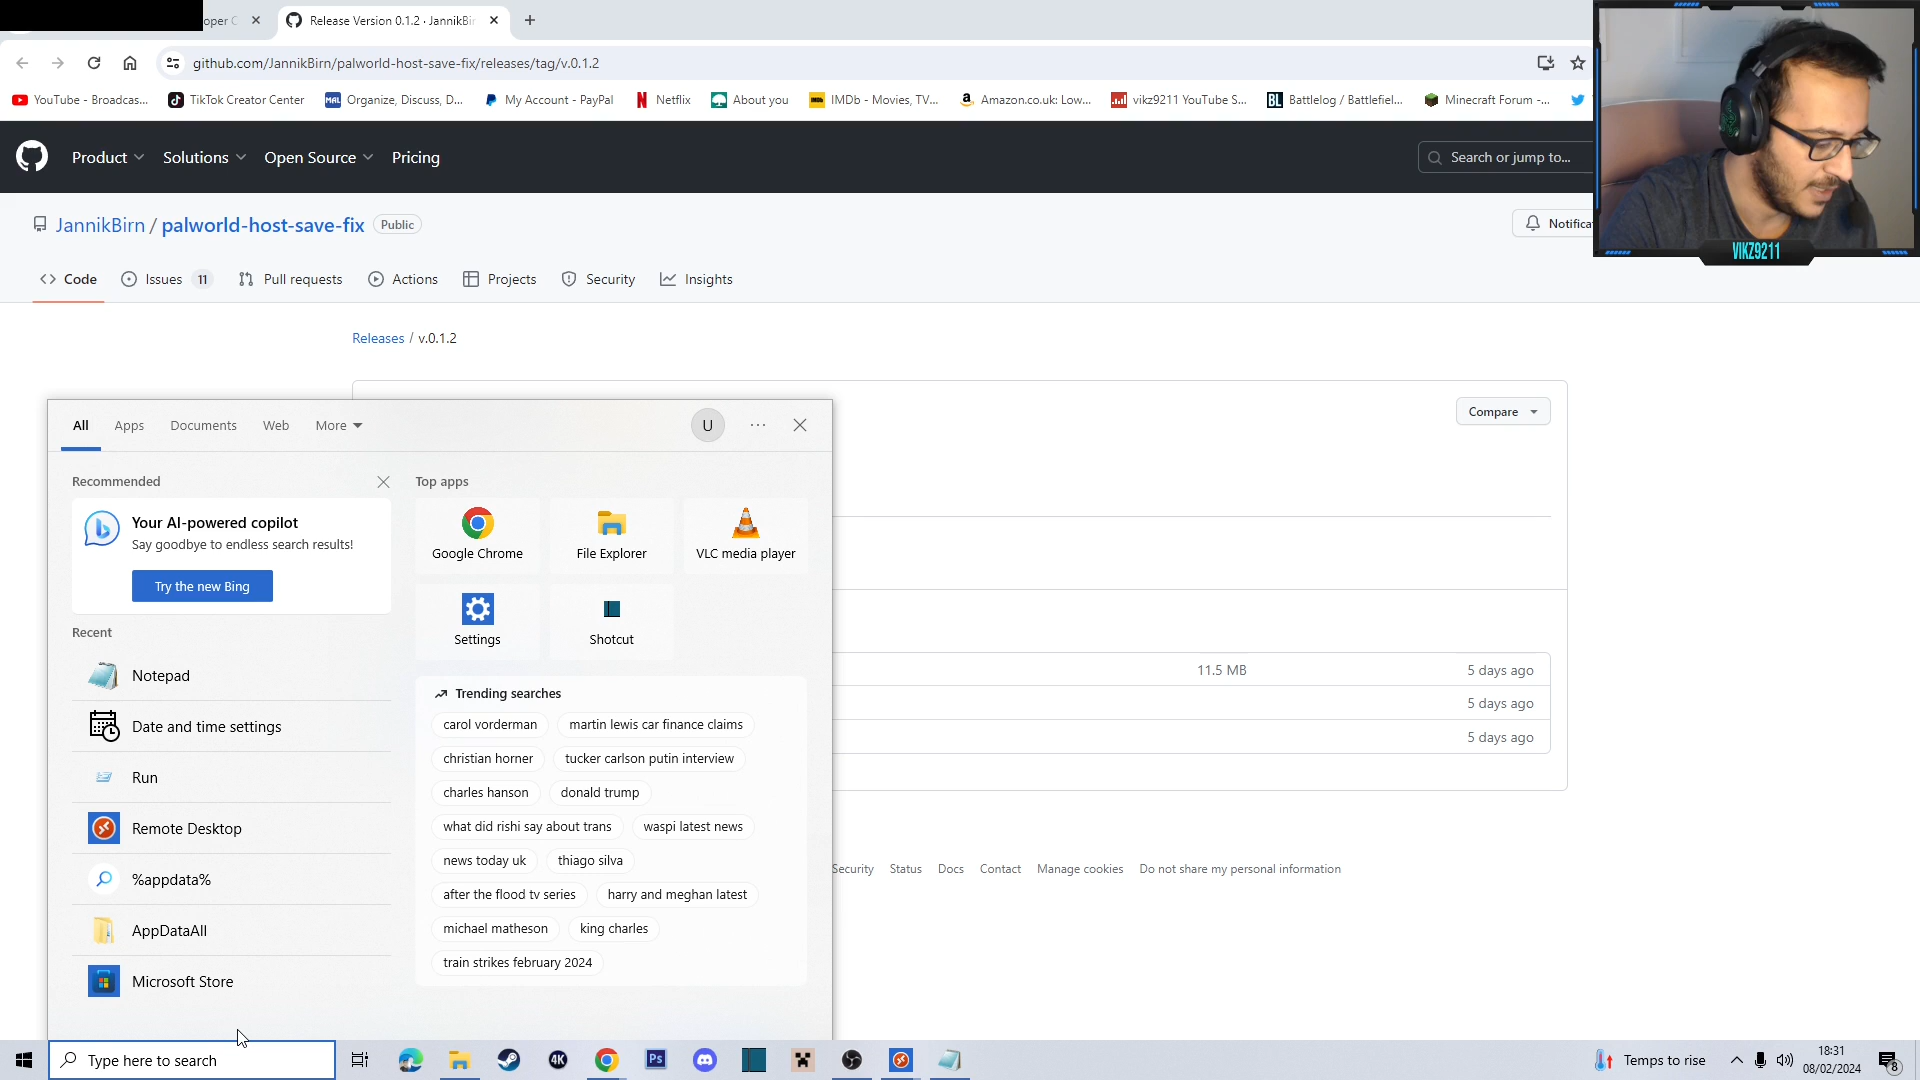 oper C
Release Version 0.1.2 · JannikBir
github.com/JannikBirn/palworld-host-save-fix/releases/tag/v.0.1.2
YouTube - Broadcas...
TikTok Creator Center
MAL
Organize, Discuss, D...
My Account - PayPal
Netflix
About you
IMDb
IMDb - Movies, TV...
Amazon.co.uk: Low...
vikz9211 YouTube S...
BL
Battlelog / Battlefiel...
Minecraft Forum -...
Product
Solutions
Open Source
Pricing
Search or jump to...
JannikBirn / palworld-host-save-fix
Public
Notifica
VIKZ9211
Code
Issues 11
Pull requests
Actions
Projects
Security
Insights
Releases / v.0.1.2
Compare
All
Apps
Documents
Web
More
U
Recommended
Your AI-powered copilot
Say goodbye to endless search results!
Try the new Bing
Recent
Notepad
Date and time settings
Run
Remote Desktop
%appdata%
AppDataAll
Microsoft Store
Top apps
Google Chrome
File Explorer
VLC media player
Settings
Shotcut
Trending searches
carol vorderman
martin lewis car finance claims
christian horner
tucker carlson putin interview
charles hanson
donald trump
what did rishi say about trans
waspi latest news
news today uk
thiago silva
after the flood tv series
harry and meghan latest
michael matheson
king charles
train strikes february 2024
11.5 MB
5 days ago
5 days ago
5 days ago
Security
Status
Docs
Contact
Manage cookies
Do not share my personal information
Type here to search
4K
Ps
Temps to rise
18:31
08/02/2024
8